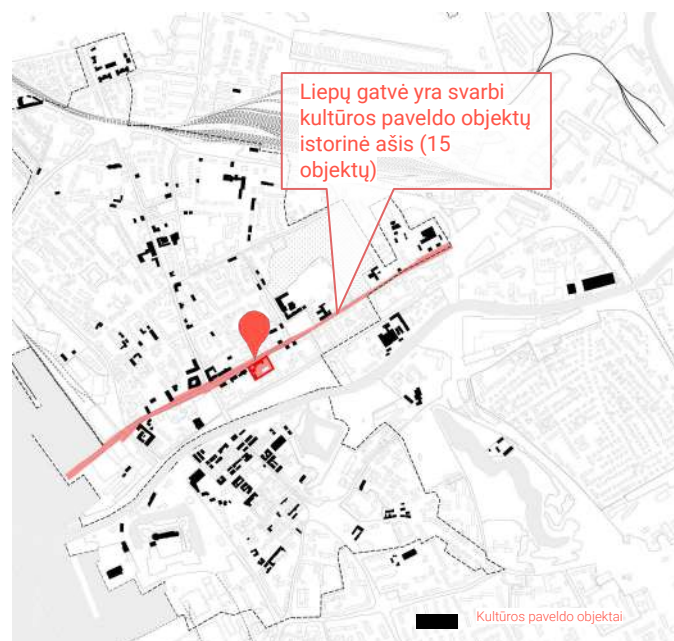 Liepų gatvė yra svarbi
kultūros paveldo objektų
istorinė ašis (15
objektų)
Kultūros paveldo objektai